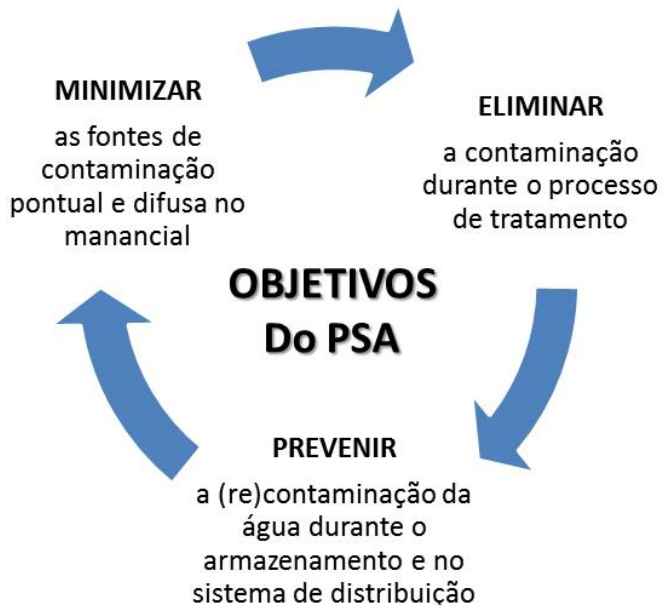 MINIMIZAR
as fontes de
contaminação
pontual e difusa no
manancial
ELIMINAR
a contaminação
durante o processo
de tratamento
OBJETIVOS
Do PSA
PREVENIR
a (re)contaminação da
água durante o
armazenamento e no
sistema de distribuição